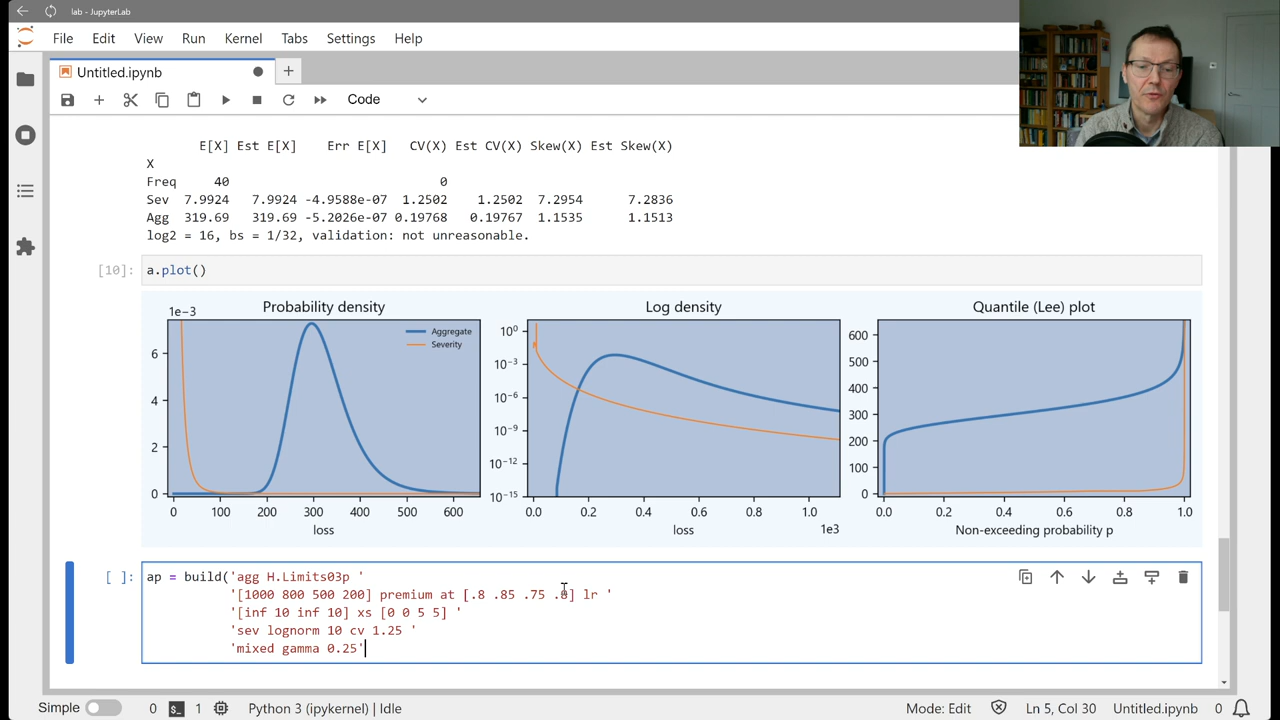 lab - JupyterLab
File Edit View Run Kernel Tabs Settings Help
Untitled.ipynb
Code
E[X] Est E[X] Err E[X] CV(X) Est CV(X) Skew(X) Est Skew(X)
X
Freq 40 0
Sev 7.9924 7.9924 -4.9588e-07 1.2502 1.2502 7.2954 7.2836
Agg 319.69 319.69 -5.2026e-07 0.19768 0.19767 1.1535 1.1513
log2 = 16, bs = 1/32, validation: not unreasonable.
[10]: a.plot()
Probability density Log density Quantile (Lee) plot
1e−3
Aggregate
Severity
6
4
2
0
0 100 200 300 400 500 600
loss
10^0
10^−3
10^−6
10^−9
10^−12
10^−15
0.0 0.2 0.4 0.6 0.8 1.0
loss 1e3
600
500
400
300
200
100
0
0.0 0.2 0.4 0.6 0.8 1.0
Non-exceeding probability p
[ ]: ap = build('agg H.Limits03p '
'[1000 800 500 200] premium at [.8 .85 .75 .8] lr '
'[inf 10 inf 10] xs [0 0 5 5] '
'sev lognorm 10 cv 1.25 '
'mixed gamma 0.25'
Simple 0 1 Python 3 (ipykernel) | Idle Mode: Edit Ln 5, Col 30 Untitled.ipynb 0